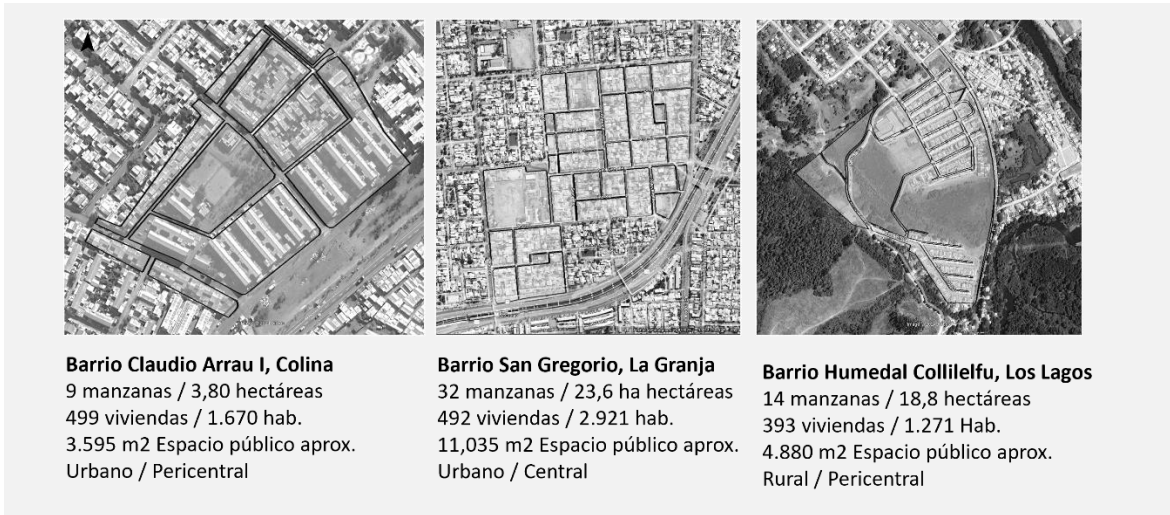 Barrio Claudio Arrau I, Colina
9 manzanas / 3,80 hectáreas
499 viviendas / 1.670 hab.
3.595 m2 Espacio público aprox.
Urbano / Pericentral
Barrio San Gregorio, La Granja
32 manzanas / 23,6 ha hectáreas
492 viviendas / 2.921 hab.
11,035 m2 Espacio público aprox.
Urbano / Central
Barrio Humedal Collilelfu, Los Lagos
14 manzanas / 18,8 hectáreas
393 viviendas / 1.271 Hab.
4.880 m2 Espacio público aprox.
Rural / Pericentral